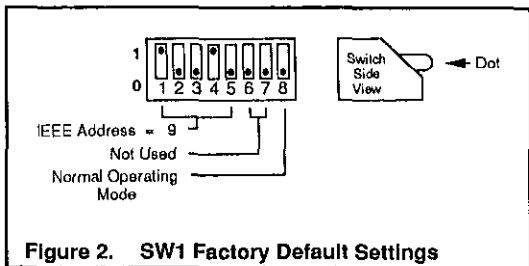 1
0
1 2 3 4 5 6 7 8
Switch
Side
View
Dot
IEEE Address = 9
Not Used
Normal Operating
Mode
Figure 2. SW1 Factory Default Settings